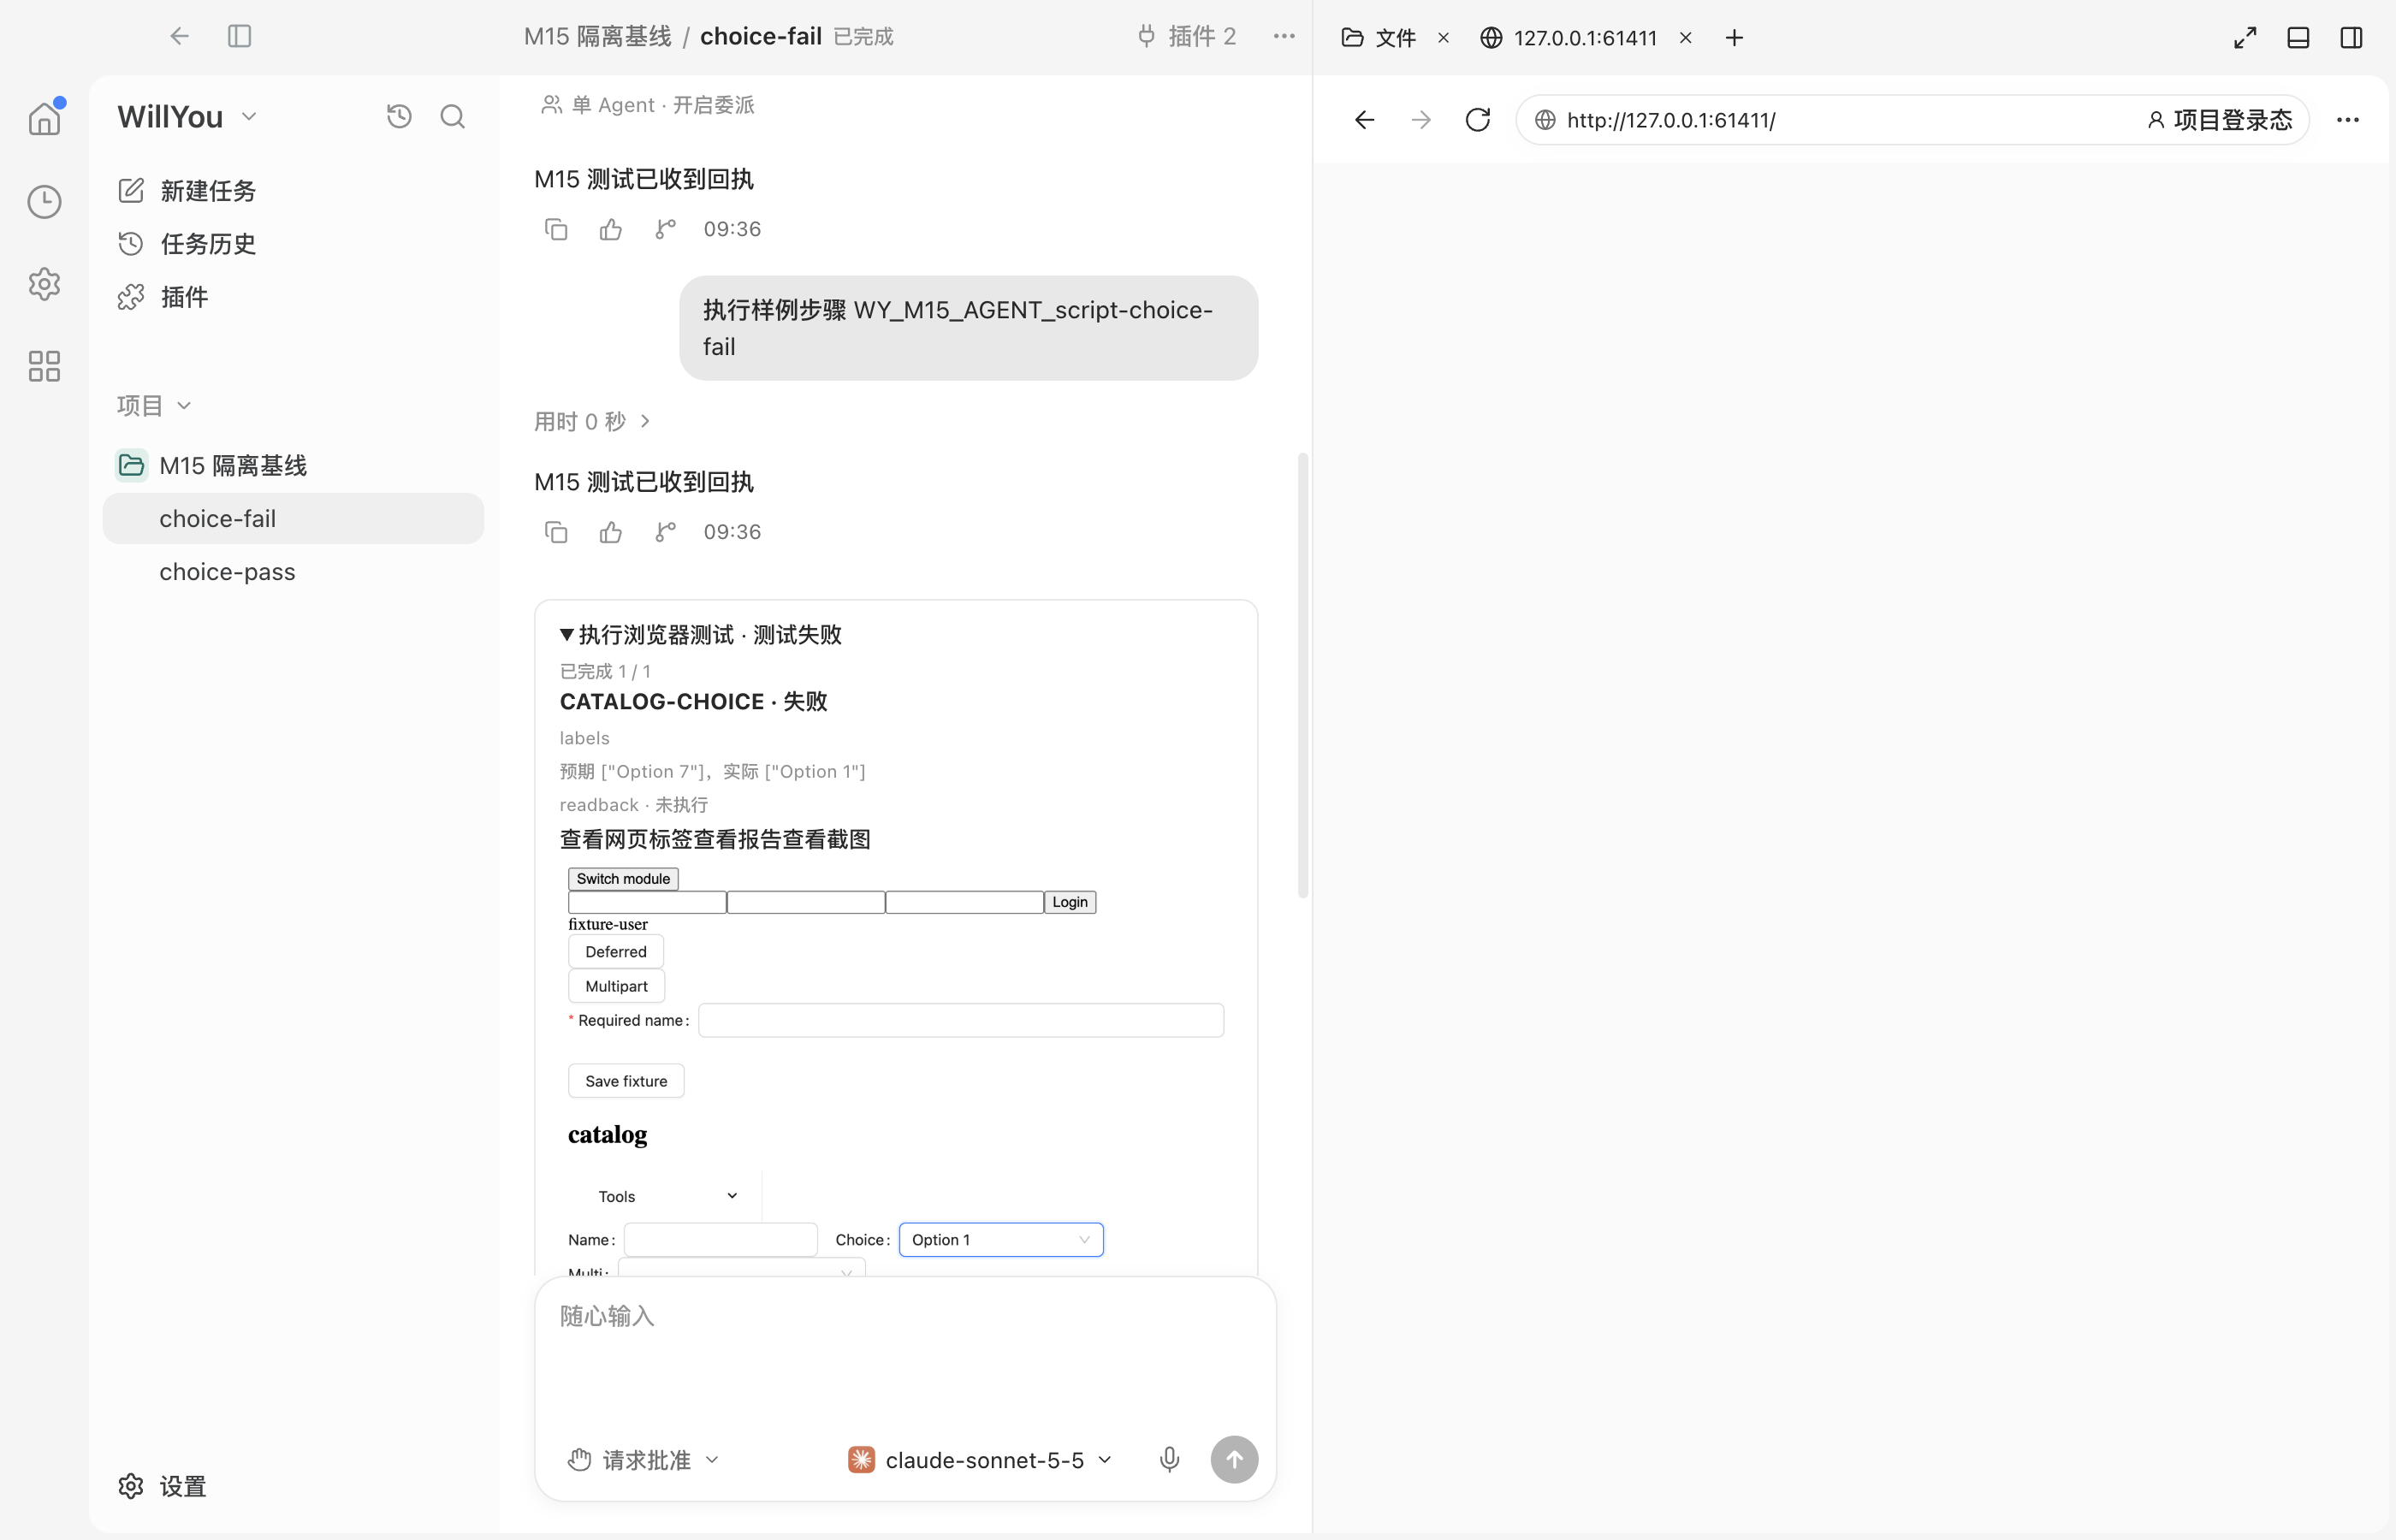 M15 隔离基线 / choice-fail 已完成
插件 2
文件
127.0.0.1:61411
WillYou
新建任务
任务历史
插件
项目
M15 隔离基线
choice-fail
choice-pass
设置
单 Agent · 开启委派
M15 测试已收到回执
09:36
执行样例步骤 WY_M15_AGENT_script-choice-
fail
用时 0 秒
M15 测试已收到回执
09:36
执行浏览器测试 · 测试失败
已完成 1 / 1
CATALOG-CHOICE · 失败
labels
预期 ["Option 7"]，实际 ["Option 1"]
readback · 未执行
查看网页标签查看报告查看截图
Switch module
Login
fixture-user
Deferred
Multipart
* Required name:
Save fixture
catalog
Tools
Name:
Choice: Option 1
Multi:
随心输入
请求批准
claude-sonnet-5-5
http://127.0.0.1:61411/
项目登录态